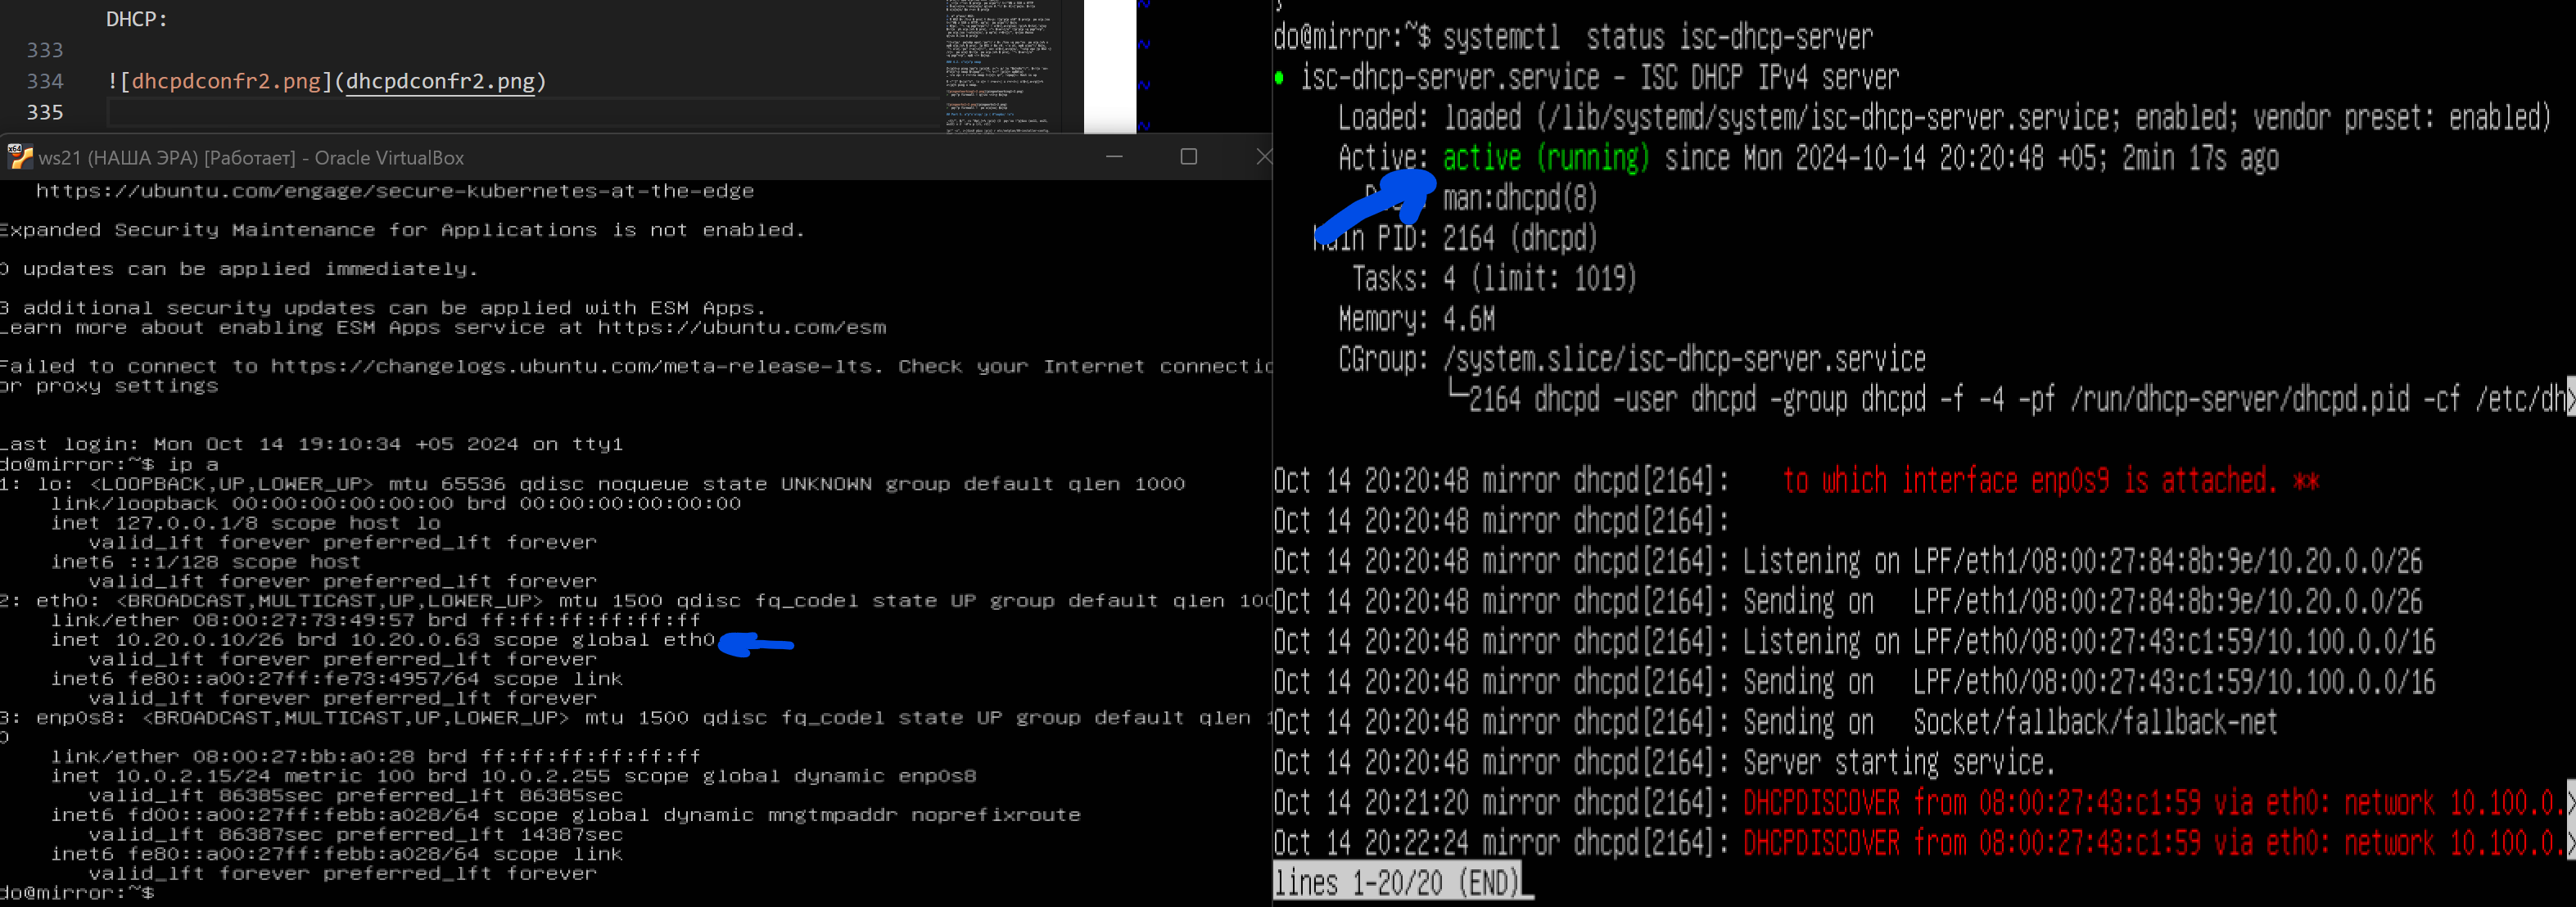 DHCP:
333
334 ![dhcpdconfr2.png](dhcpdconfr2.png)
335
ws21 (НАША ЭРА) [Работает] - Oracle VirtualBox
https://ubuntu.com/engage/secure-kubernetes-at-the-edge
Expanded Security Maintenance for Applications is not enabled.
0 updates can be applied immediately.
3 additional security updates can be applied with ESM Apps.
Learn more about enabling ESM Apps service at https://ubuntu.com/esm
Failed to connect to https://changelogs.ubuntu.com/meta-release-lts. Check your Internet connectio
or proxy settings
Last login: Mon Oct 14 19:10:34 +05 2024 on tty1
do@mirror:~$ ip a
1: lo: <LOOPBACK,UP,LOWER_UP> mtu 65536 qdisc noqueue state UNKNOWN group default qlen 1000
link/loopback 00:00:00:00:00:00 brd 00:00:00:00:00:00
inet 127.0.0.1/8 scope host lo
valid_lft forever preferred_lft forever
inet6 ::1/128 scope host
valid_lft forever preferred_lft forever
2: eth0: <BROADCAST,MULTICAST,UP,LOWER_UP> mtu 1500 qdisc fq_codel state UP group default qlen 100
link/ether 08:00:27:73:49:57 brd ff:ff:ff:ff:ff:ff
inet 10.20.0.10/26 brd 10.20.0.63 scope global eth0
valid_lft forever preferred_lft forever
inet6 fe80::a00:27ff:fe73:4957/64 scope link
valid_lft forever preferred_lft forever
3: enp0s8: <BROADCAST,MULTICAST,UP,LOWER_UP> mtu 1500 qdisc fq_codel state UP group default qlen 1
0
link/ether 08:00:27:bb:a0:28 brd ff:ff:ff:ff:ff:ff
inet 10.0.2.15/24 metric 100 brd 10.0.2.255 scope global dynamic enp0s8
valid_lft 86385sec preferred_lft 86385sec
inet6 fd00::a00:27ff:febb:a028/64 scope global dynamic mngtmpaddr noprefixroute
valid_lft 86387sec preferred_lft 14387sec
inet6 fe80::a00:27ff:febb:a028/64 scope link
valid_lft forever preferred_lft forever
do@mirror:~$
do@mirror:~$ systemctl status isc-dhcp-server
● isc-dhcp-server.service - ISC DHCP IPv4 server
Loaded: loaded (/lib/systemd/system/isc-dhcp-server.service; enabled; vendor preset: enabled)
Active: active (running) since Mon 2024-10-14 20:20:48 +05; 2min 17s ago
man:dhcpd(8)
Main PID: 2164 (dhcpd)
Tasks: 4 (limit: 1019)
Memory: 4.6M
CGroup: /system.slice/isc-dhcp-server.service
└─2164 dhcpd -user dhcpd -group dhcpd -f -4 -pf /run/dhcp-server/dhcpd.pid -cf /etc/dh>
Oct 14 20:20:48 mirror dhcpd[2164]: to which interface enp0s9 is attached. **
Oct 14 20:20:48 mirror dhcpd[2164]:
Oct 14 20:20:48 mirror dhcpd[2164]: Listening on LPF/eth1/08:00:27:84:8b:9e/10.20.0.0/26
Oct 14 20:20:48 mirror dhcpd[2164]: Sending on LPF/eth1/08:00:27:84:8b:9e/10.20.0.0/26
Oct 14 20:20:48 mirror dhcpd[2164]: Listening on LPF/eth0/08:00:27:43:c1:59/10.100.0.0/16
Oct 14 20:20:48 mirror dhcpd[2164]: Sending on LPF/eth0/08:00:27:43:c1:59/10.100.0.0/16
Oct 14 20:20:48 mirror dhcpd[2164]: Sending on Socket/fallback/fallback-net
Oct 14 20:20:48 mirror dhcpd[2164]: Server starting service.
Oct 14 20:21:20 mirror dhcpd[2164]: DHCPDISCOVER from 08:00:27:43:c1:59 via eth0: network 10.100.0.>
Oct 14 20:22:24 mirror dhcpd[2164]: DHCPDISCOVER from 08:00:27:43:c1:59 via eth0: network 10.100.0.>
lines 1-20/20 (END)